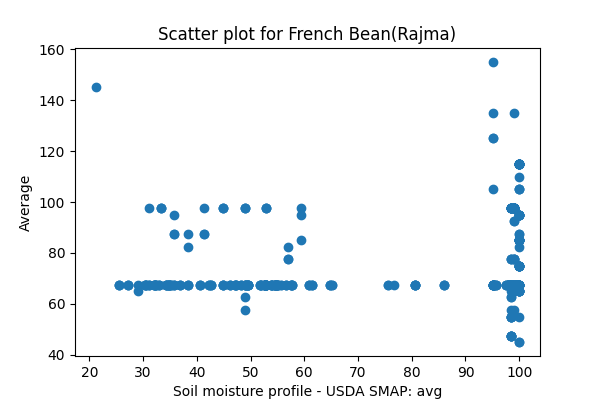 Scatter plot for French Bean(Rajma)
160
140
120
100
80
60
40
Average
20 30 40 50 60 70 80 90 100
Soil moisture profile - USDA SMAP: avg